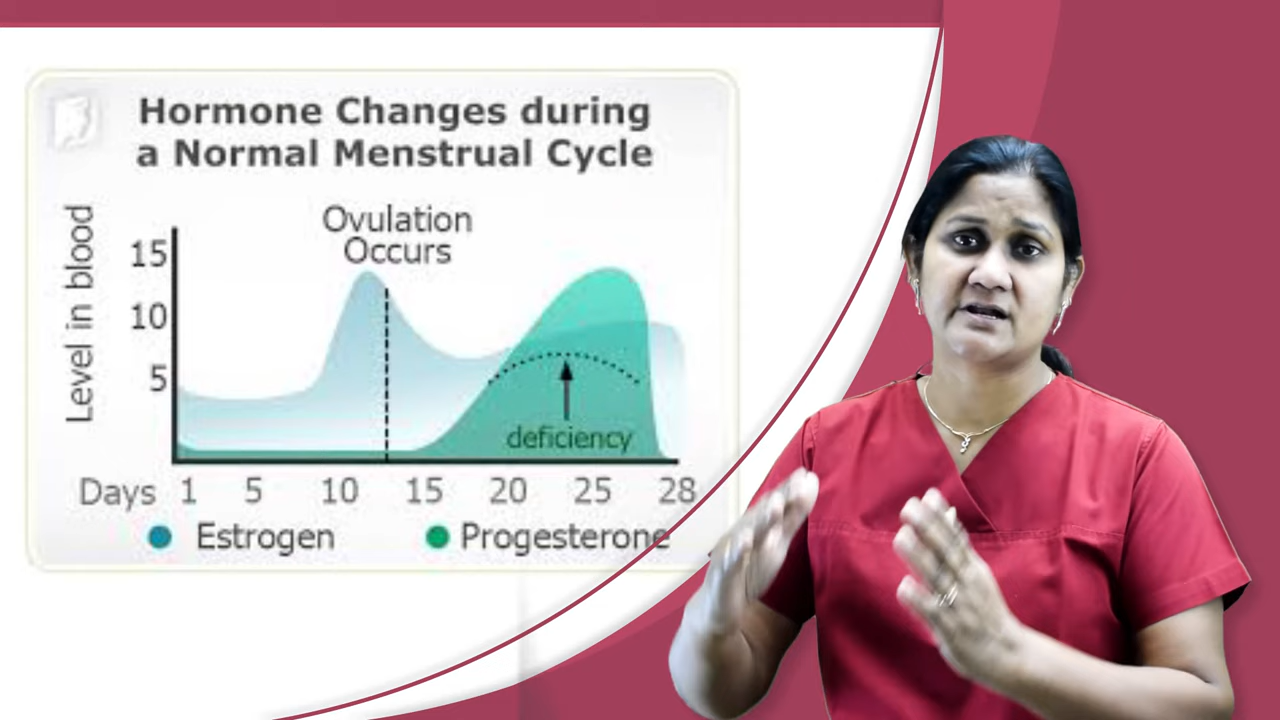 Hormone Changes during
a Normal Menstrual Cycle
Level in blood
Ovulation
Occurs
15
10
5
deficiency
Days 1 5 10 15 20 25 28
Estrogen Progesterone